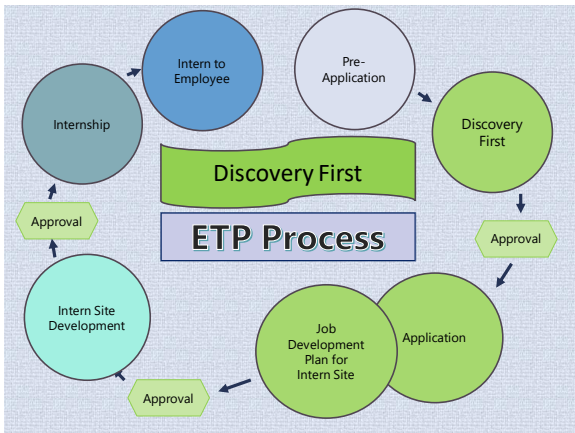 Intern to
Employee
Pre-
Application
Internship
Discovery
First
Discovery First
Approval
ETP Process
Approval
Intern Site
Development
Job
Development
Plan for
Intern Site
Application
Approval